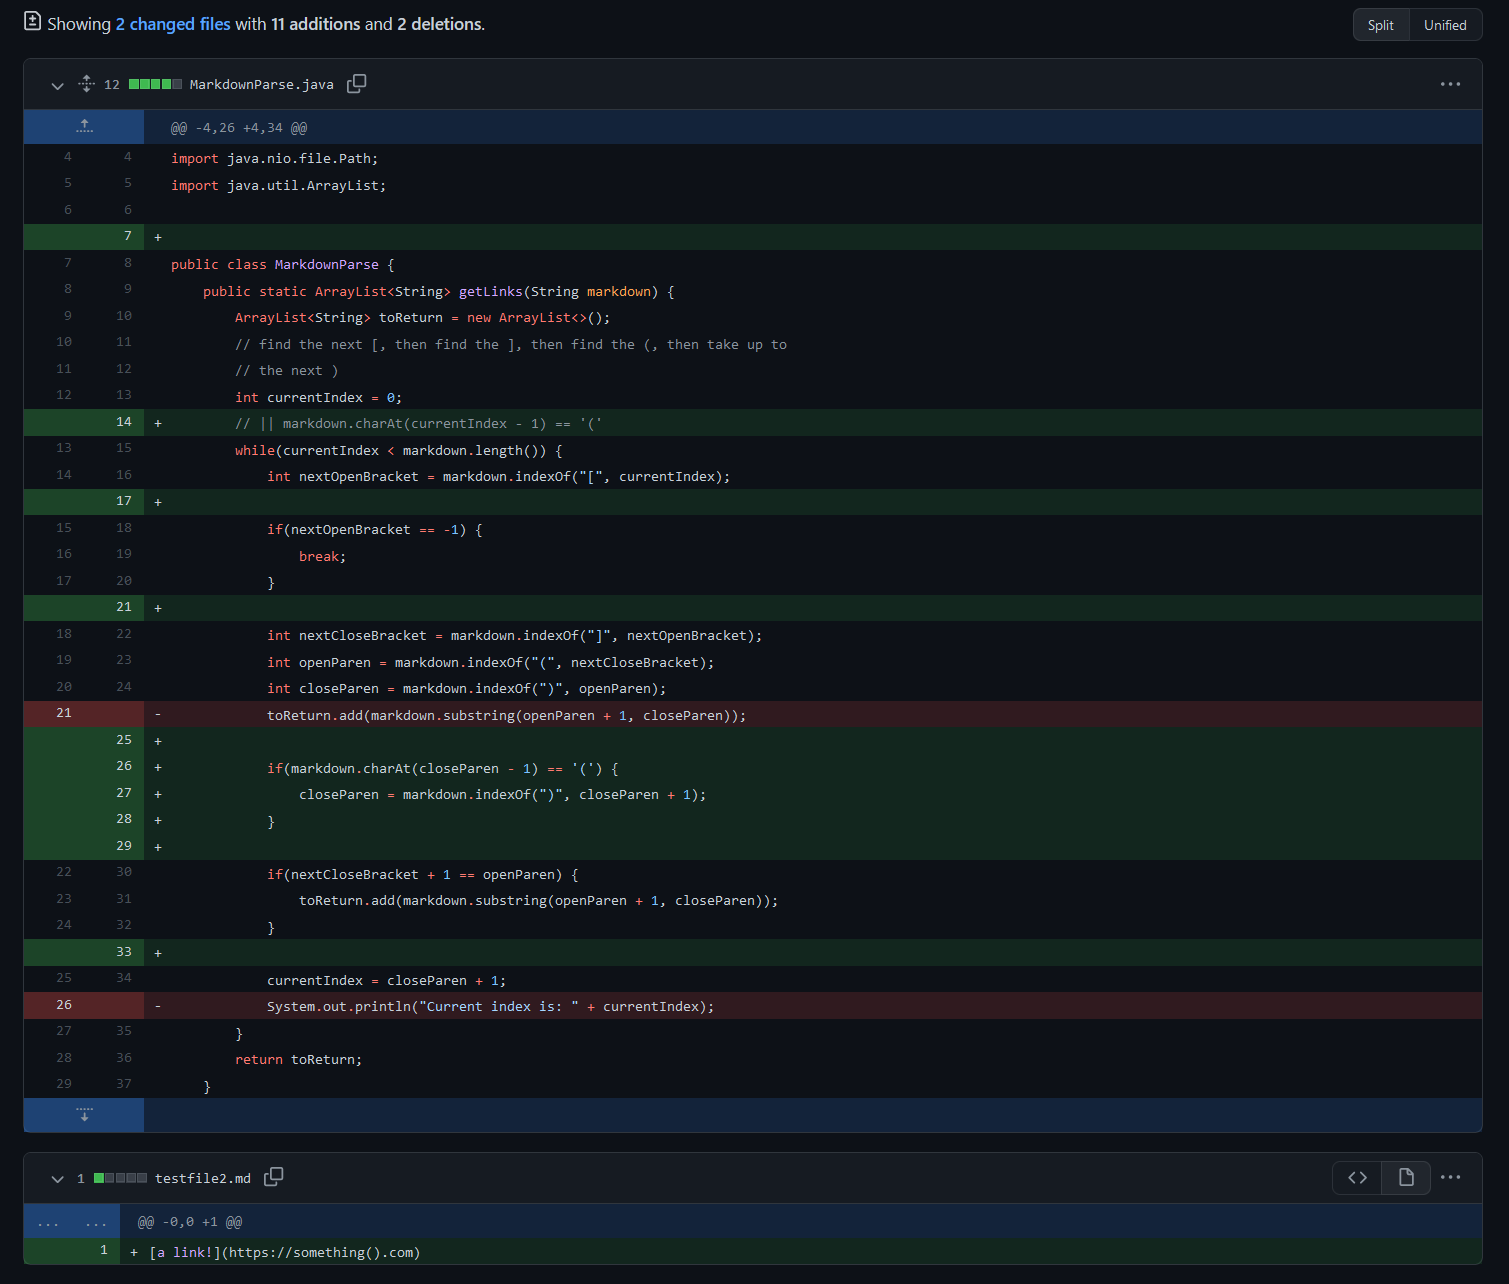 Showing 2 changed files with 11 additions and 2 deletions.
Split Unified
12 MarkdownParse.java
@@ -4,26 +4,34 @@
4 4 import java.nio.file.Path;
5 5 import java.util.ArrayList;
6 6
7 +
7 8 public class MarkdownParse {
8 9 public static ArrayList<String> getLinks(String markdown) {
9 10 ArrayList<String> toReturn = new ArrayList<>();
10 11 // find the next [, then find the ], then find the (, then take up to
11 12 // the next )
12 13 int currentIndex = 0;
14 + // || markdown.charAt(currentIndex - 1) == '('
13 15 while(currentIndex < markdown.length()) {
14 16 int nextOpenBracket = markdown.indexOf("[", currentIndex);
17 +
15 18 if(nextOpenBracket == -1) {
16 19 break;
17 20 }
21 +
18 22 int nextCloseBracket = markdown.indexOf("]", nextOpenBracket);
19 23 int openParen = markdown.indexOf("(", nextCloseBracket);
20 24 int closeParen = markdown.indexOf(")", openParen);
21 - toReturn.add(markdown.substring(openParen + 1, closeParen));
25 +
26 + if(markdown.charAt(closeParen - 1) == '(') {
27 + closeParen = markdown.indexOf(")", closeParen + 1);
28 + }
29 +
22 30 if(nextCloseBracket + 1 == openParen) {
23 31 toReturn.add(markdown.substring(openParen + 1, closeParen));
24 32 }
33 +
25 34 currentIndex = closeParen + 1;
26 - System.out.println("Current index is: " + currentIndex);
27 35 }
28 36 return toReturn;
29 37 }
1 testfile2.md
... ... @@ -0,0 +1 @@
1 + [a link!](https://something().com)